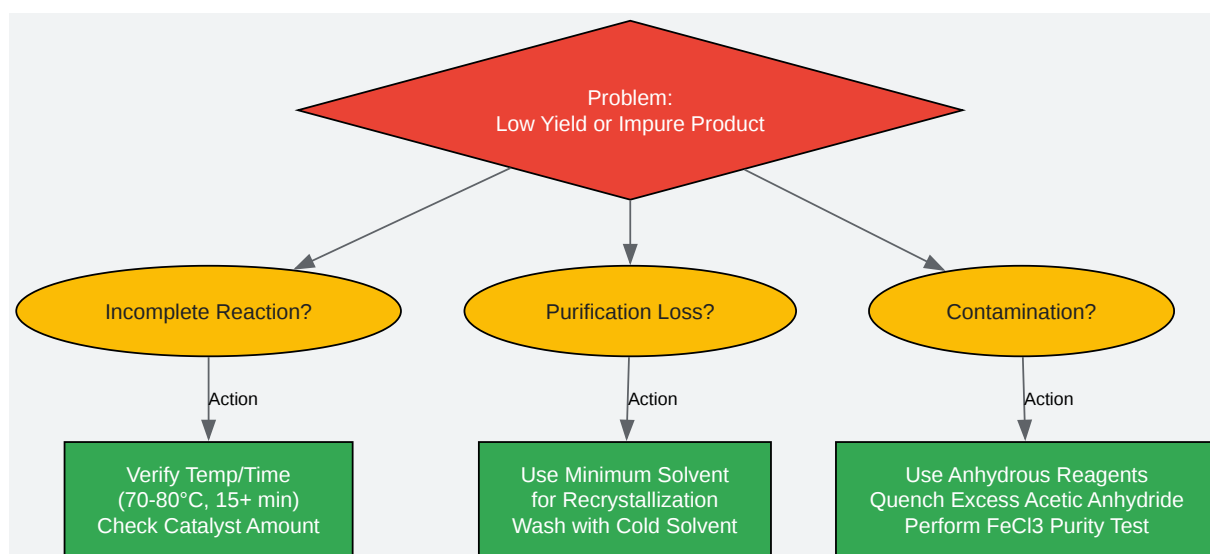 Problem:
Low Yield or Impure Product
Incomplete Reaction?
Purification Loss?
Contamination?
Action
Action
Action
Verify Temp/Time
(70-80°C, 15+ min)
Check Catalyst Amount
Use Minimum Solvent
for Recrystallization
Wash with Cold Solvent
Use Anhydrous Reagents
Quench Excess Acetic Anhydride
Perform FeCl3 Purity Test